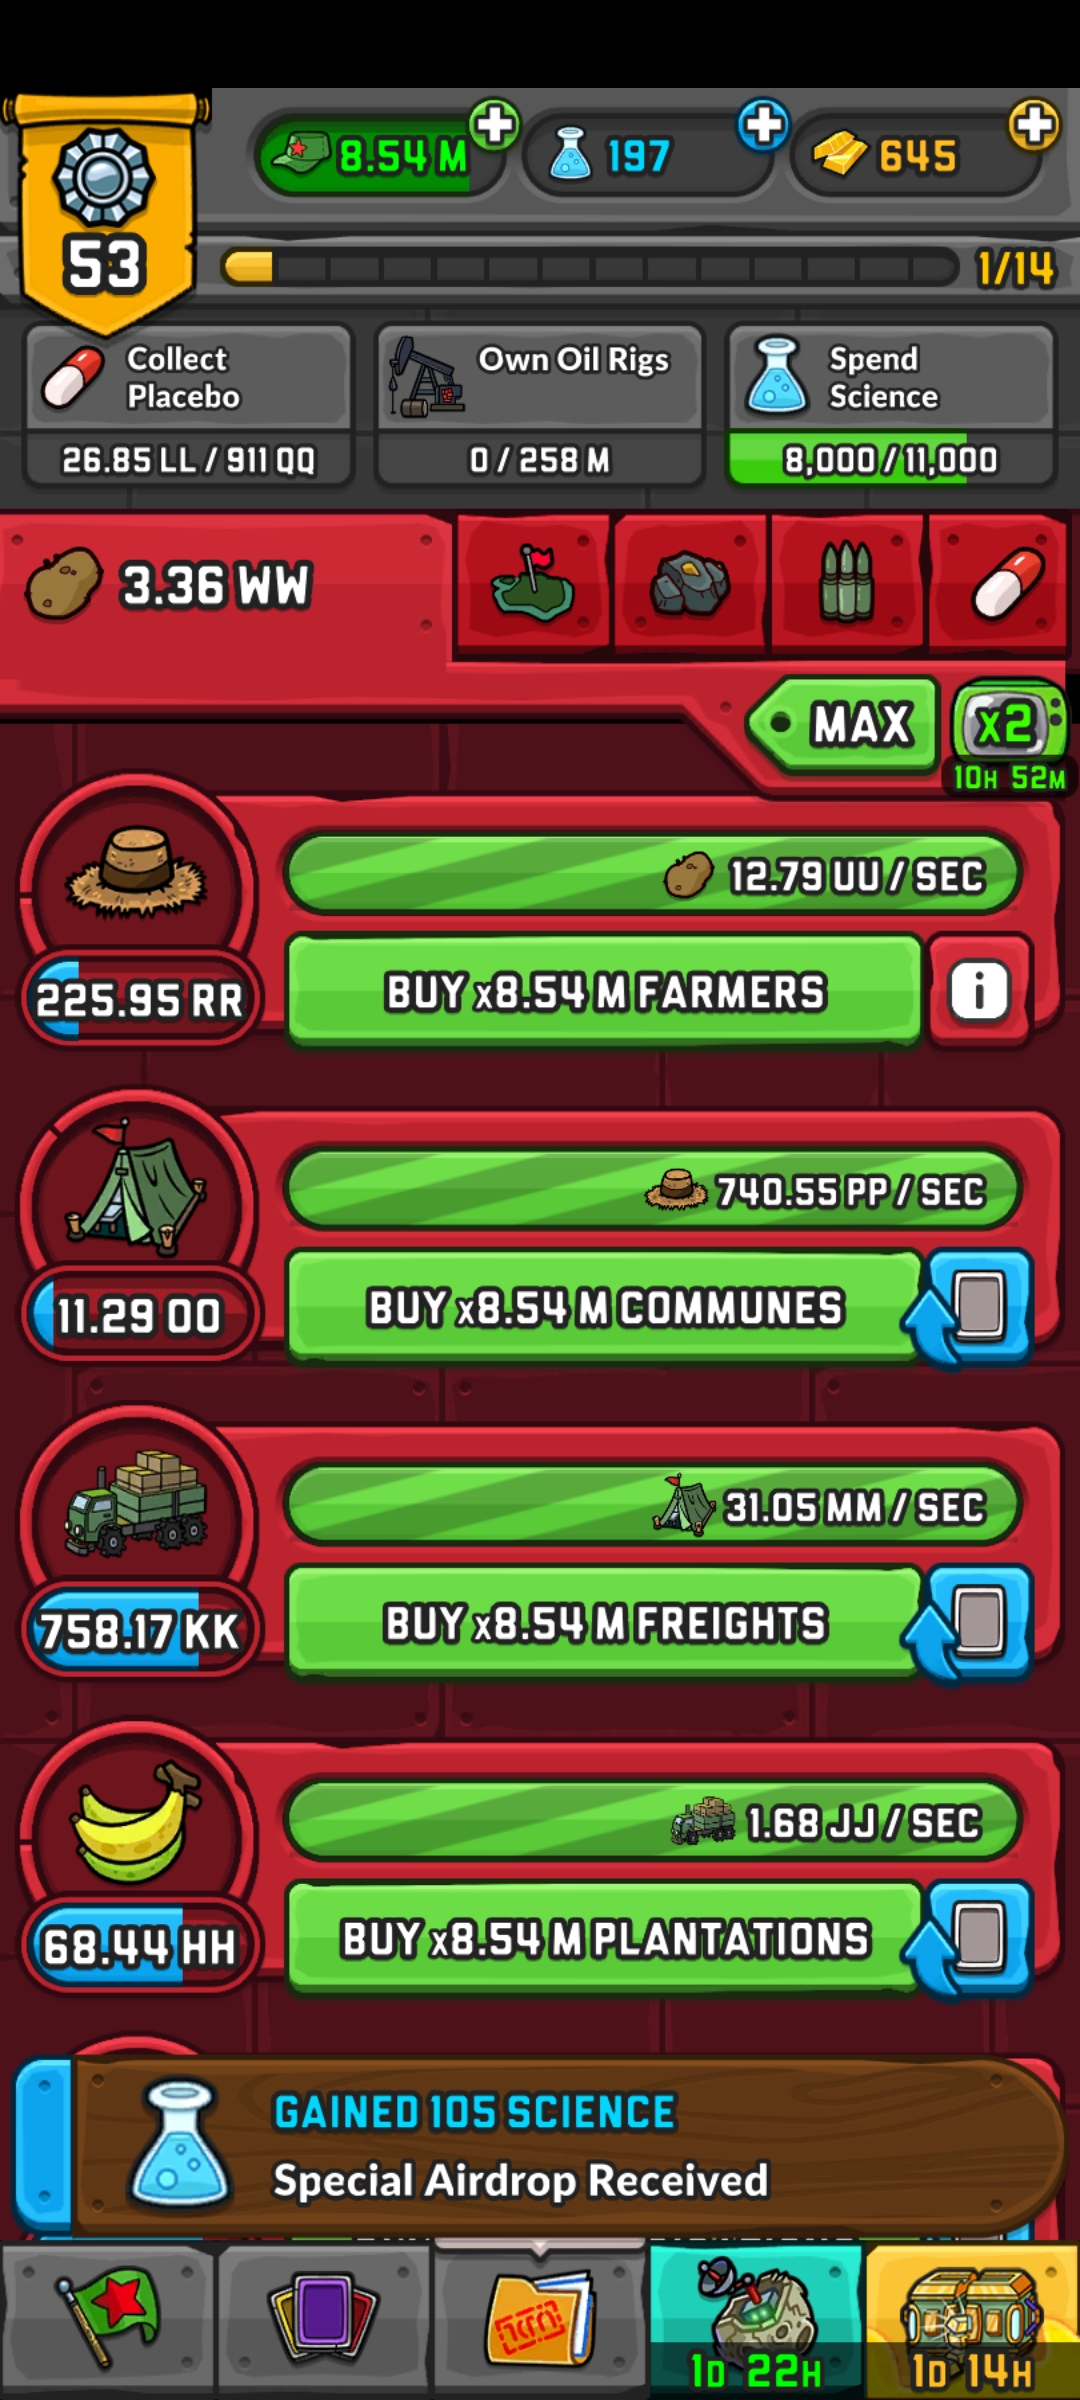 8.54 M
197
645
53
1/14
Collect
Placebo
26.85 LL / 911 QQ
Own Oil Rigs
0 / 258 M
Spend
Science
8,000 / 11,000
3.36 WW
MAX
x2
10H 52M
12.79 UU / SEC
225.95 RR
BUY x8.54 M FARMERS
i
740.55 PP / SEC
11.29 OO
BUY x8.54 M COMMUNES
31.05 MM / SEC
758.17 KK
BUY x8.54 M FREIGHTS
1.68 JJ / SEC
68.44 HH
BUY x8.54 M PLANTATIONS
GAINED 105 SCIENCE
Special Airdrop Received
1D 22H
1D 14H